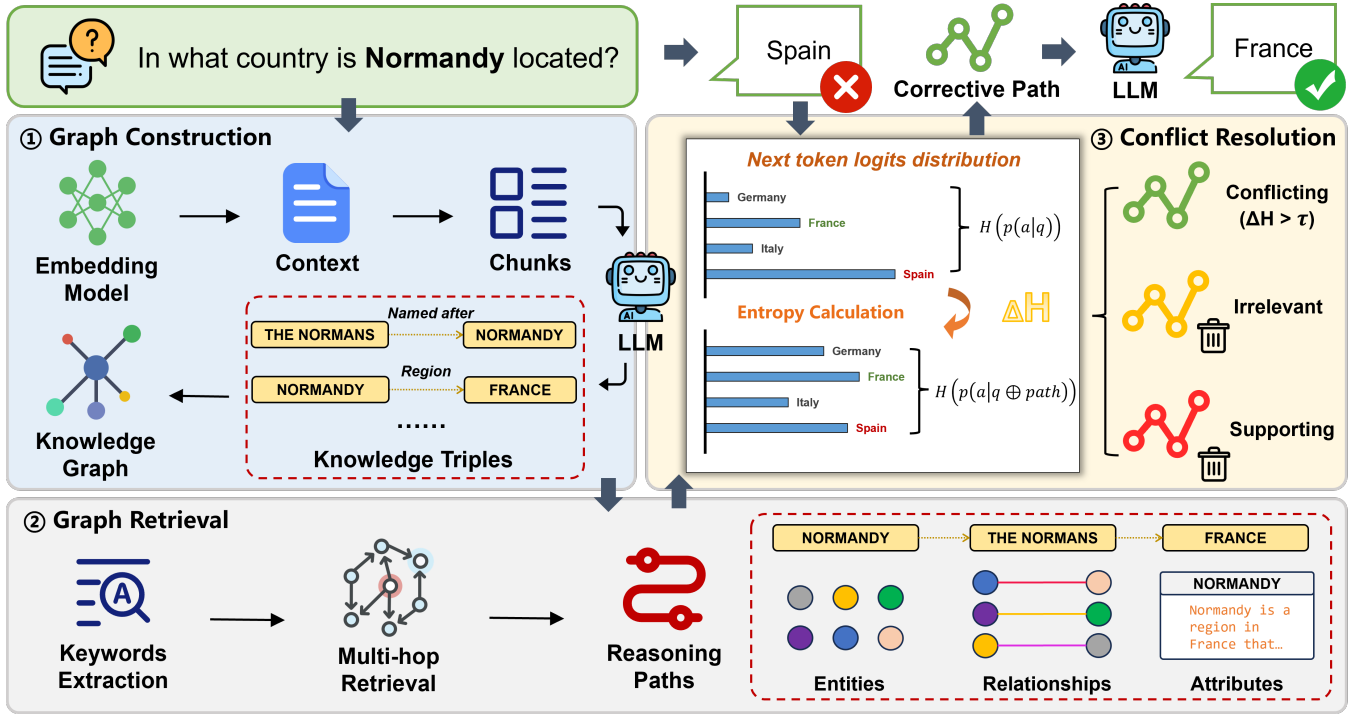 In what country is Normandy located?
Spain
Corrective Path
AI
LLM
France
① Graph Construction
Embedding
Model
Context
Chunks
AI
LLM
Named after
THE NORMANS
NORMANDY
Region
NORMANDY
FRANCE
......
Knowledge Triples
Knowledge
Graph
③ Conflict Resolution
Next token logits distribution
Germany
France
Italy
Spain
H(p(a|q))
Entropy Calculation
ΔH
Germany
France
Italy
Spain
H(p(a|q ⊕ path))
Conflicting
(ΔH > τ)
Irrelevant
Supporting
② Graph Retrieval
A
Keywords
Extraction
Multi-hop
Retrieval
Reasoning
Paths
NORMANDY
THE NORMANS
FRANCE
NORMANDY
Normandy is a
region in
France that…
Entities
Relationships
Attributes